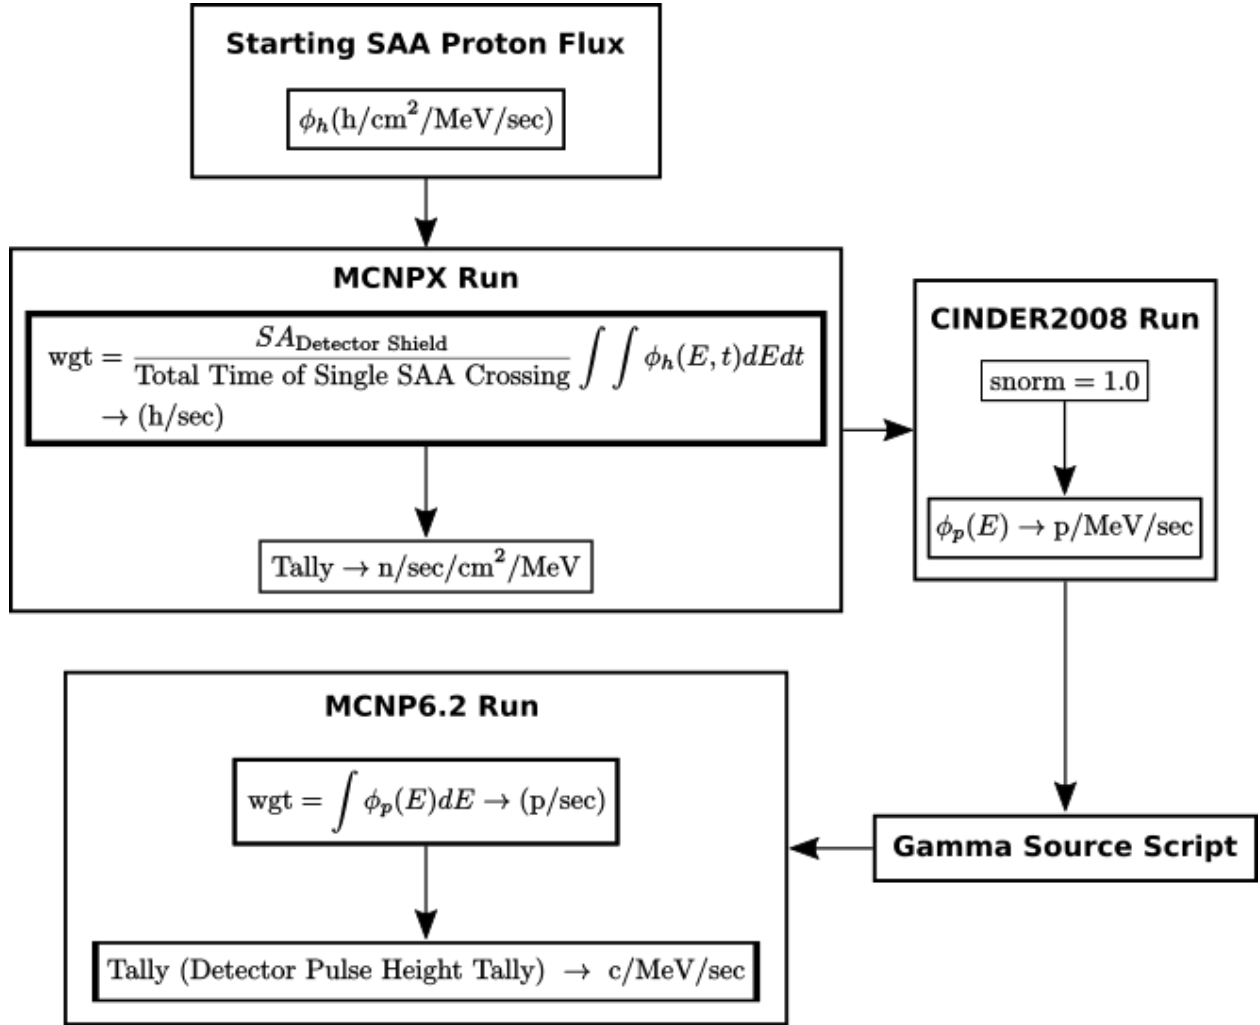 Starting SAA Proton Flux
ϕₕ(h/cm²/MeV/sec)
MCNPX Run
wgt = SA_Detector Shield / Total Time of Single SAA Crossing ∫ ∫ ϕₕ(E, t)dEdt
→ (h/sec)
Tally → n/sec/cm²/MeV
CINDER2008 Run
snorm = 1.0
ϕₚ(E) → p/MeV/sec
Gamma Source Script
MCNP6.2 Run
wgt = ∫ ϕₚ(E)dE → (p/sec)
Tally (Detector Pulse Height Tally) → c/MeV/sec